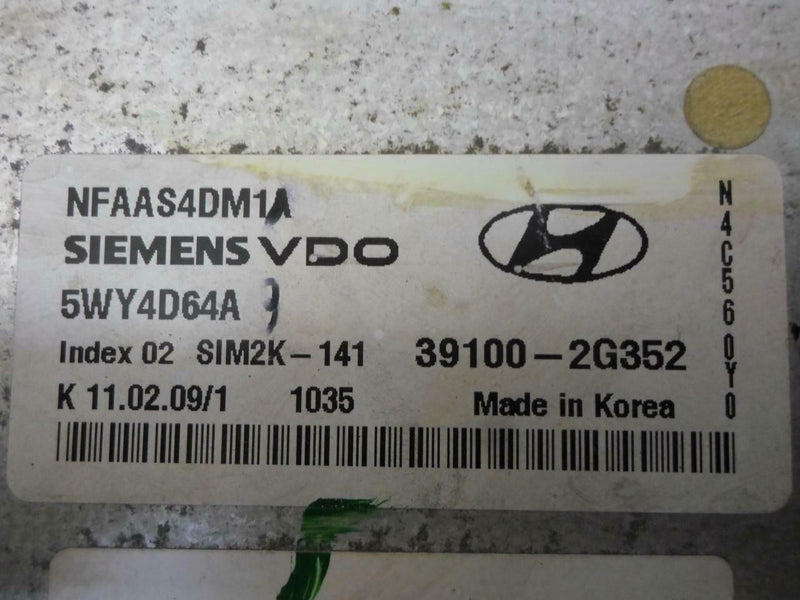 NFAAS4DM1A
SIEMENS VDO
5WY4D64A
Index 02 SIM2K-141 39100-2G352
K 11.02.09/1 1035 Made in Korea
N4C560Y0